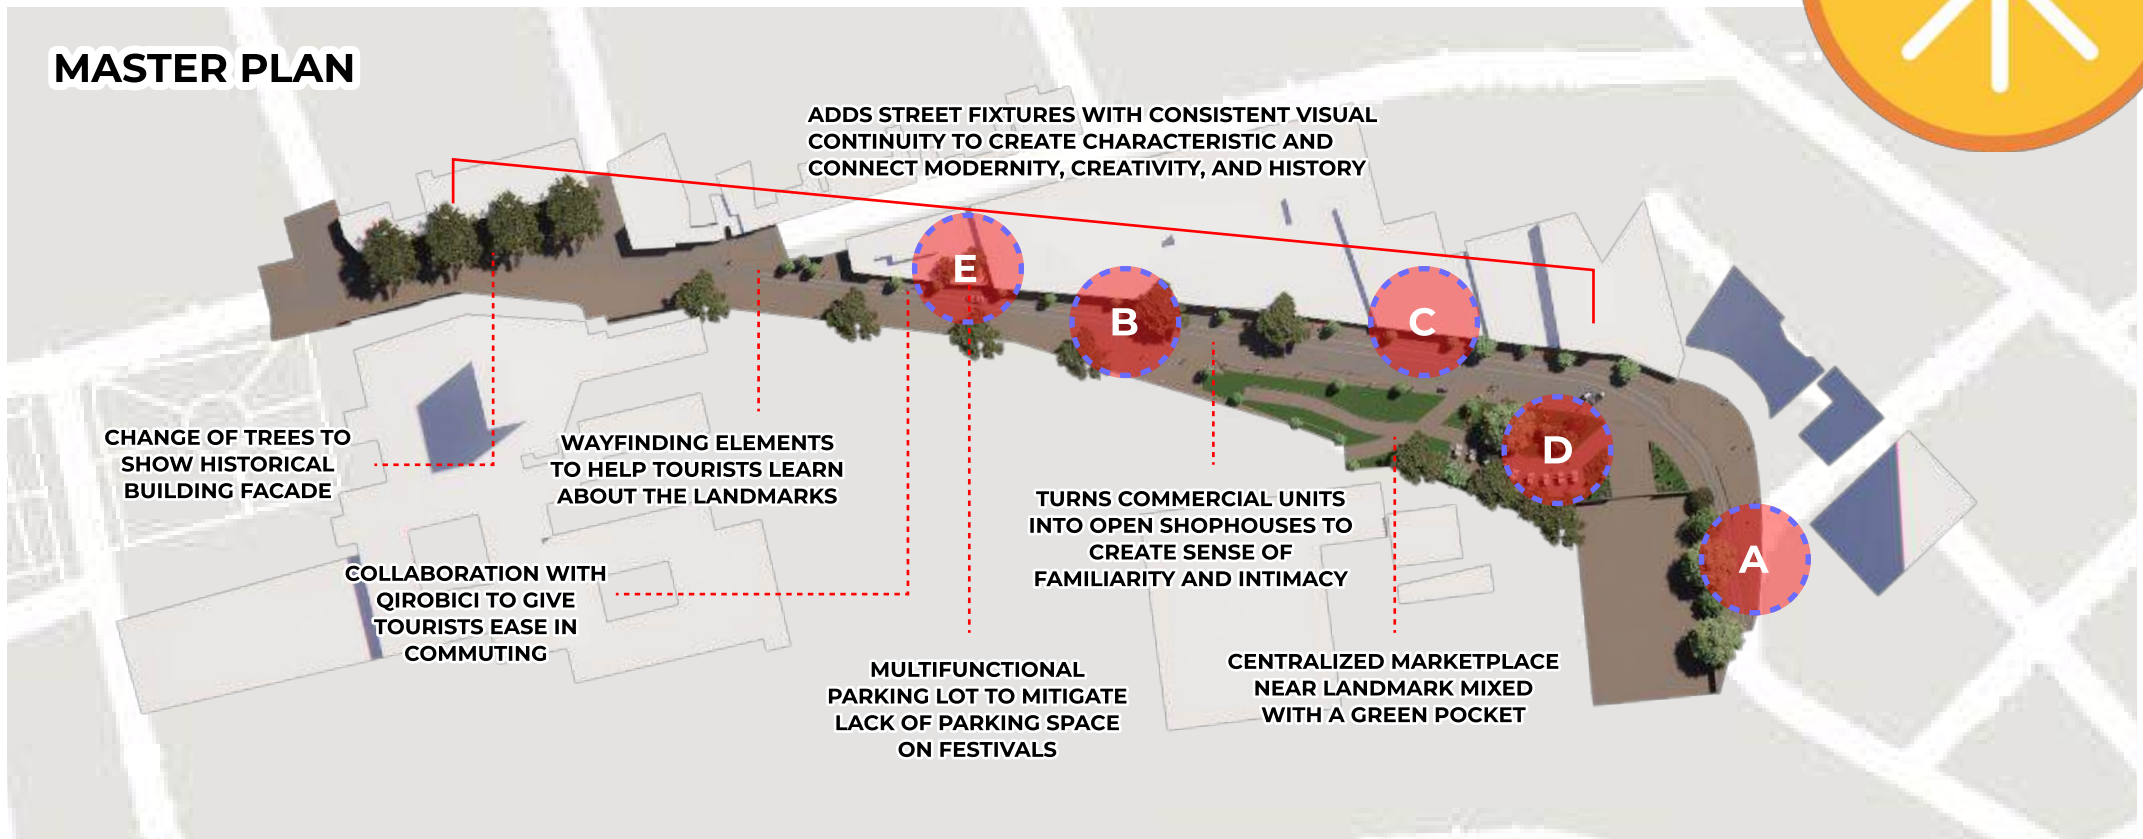 MASTER PLAN
ADDS STREET FIXTURES WITH CONSISTENT VISUAL
CONTINUITY TO CREATE CHARACTERISTIC AND
CONNECT MODERNITY, CREATIVITY, AND HISTORY
E
B
C
D
A
CHANGE OF TREES TO
SHOW HISTORICAL
BUILDING FACADE
WAYFINDING ELEMENTS
TO HELP TOURISTS LEARN
ABOUT THE LANDMARKS
COLLABORATION WITH
QIROBICI TO GIVE
TOURISTS EASE IN
COMMUTING
TURNS COMMERCIAL UNITS
INTO OPEN SHOPHOUSES TO
CREATE SENSE OF
FAMILIARITY AND INTIMACY
MULTIFUNCTIONAL
PARKING LOT TO MITIGATE
LACK OF PARKING SPACE
ON FESTIVALS
CENTRALIZED MARKETPLACE
NEAR LANDMARK MIXED
WITH A GREEN POCKET